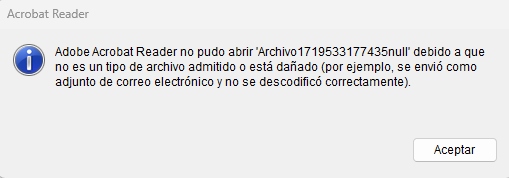 Acrobat Reader
Adobe Acrobat Reader no pudo abrir 'Archivo1719533177435null' debido a que
no es un tipo de archivo admitido o está dañado (por ejemplo, se envió como
adjunto de correo electrónico y no se descodificó correctamente).
Aceptar